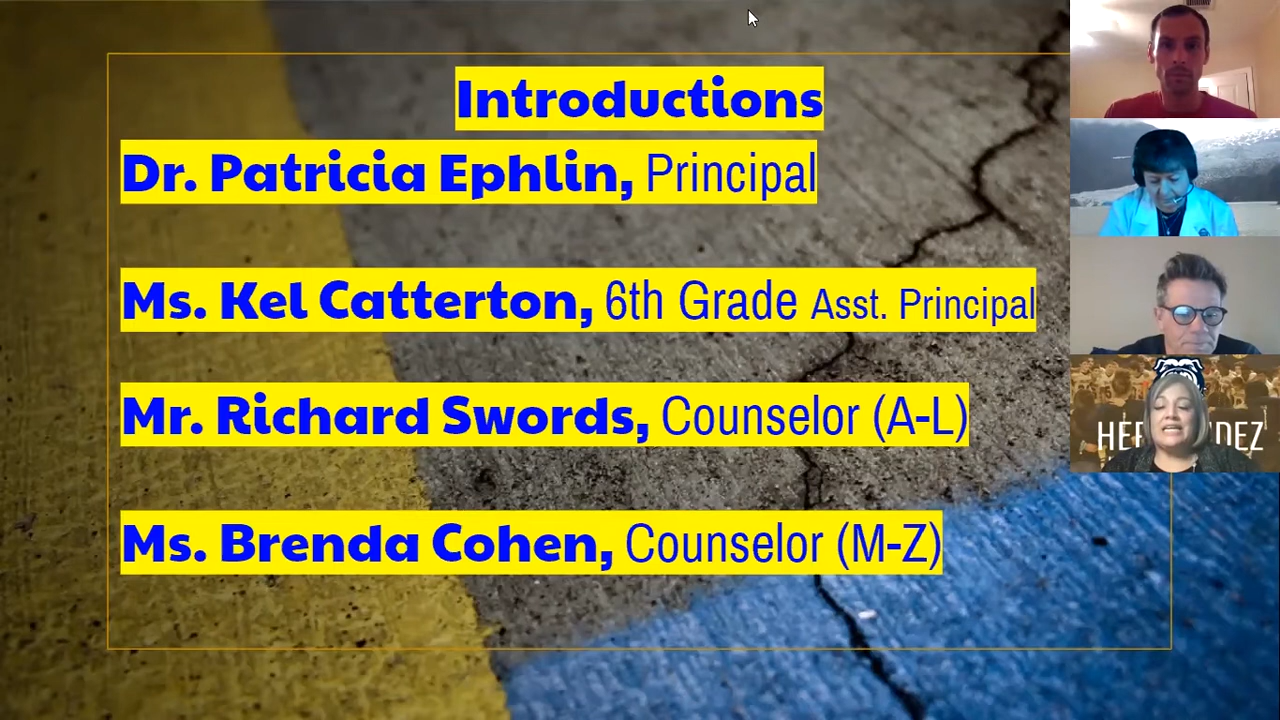 Introductions
Dr. Patricia Ephlin, Principal
Ms. Kel Catterton, 6th Grade Asst. Principal
Mr. Richard Swords, Counselor (A-L)
Ms. Brenda Cohen, Counselor (M-Z)